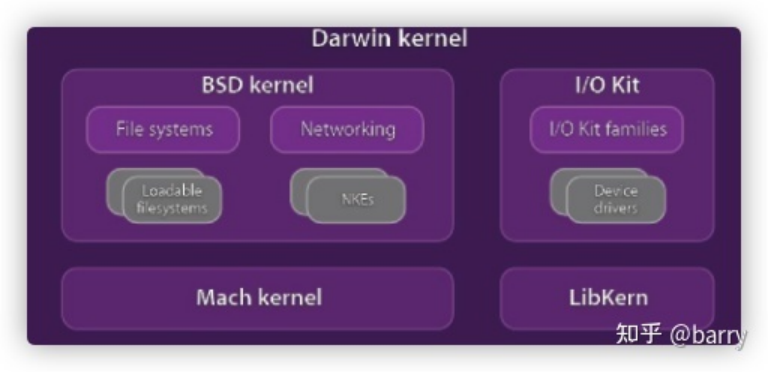 Darwin kernel
BSD kernel
File systems
Networking
Loadable
filesystems
NKEs
I/O Kit
I/O Kit families
Device
drivers
Mach kernel
LibKern
知乎 @barry